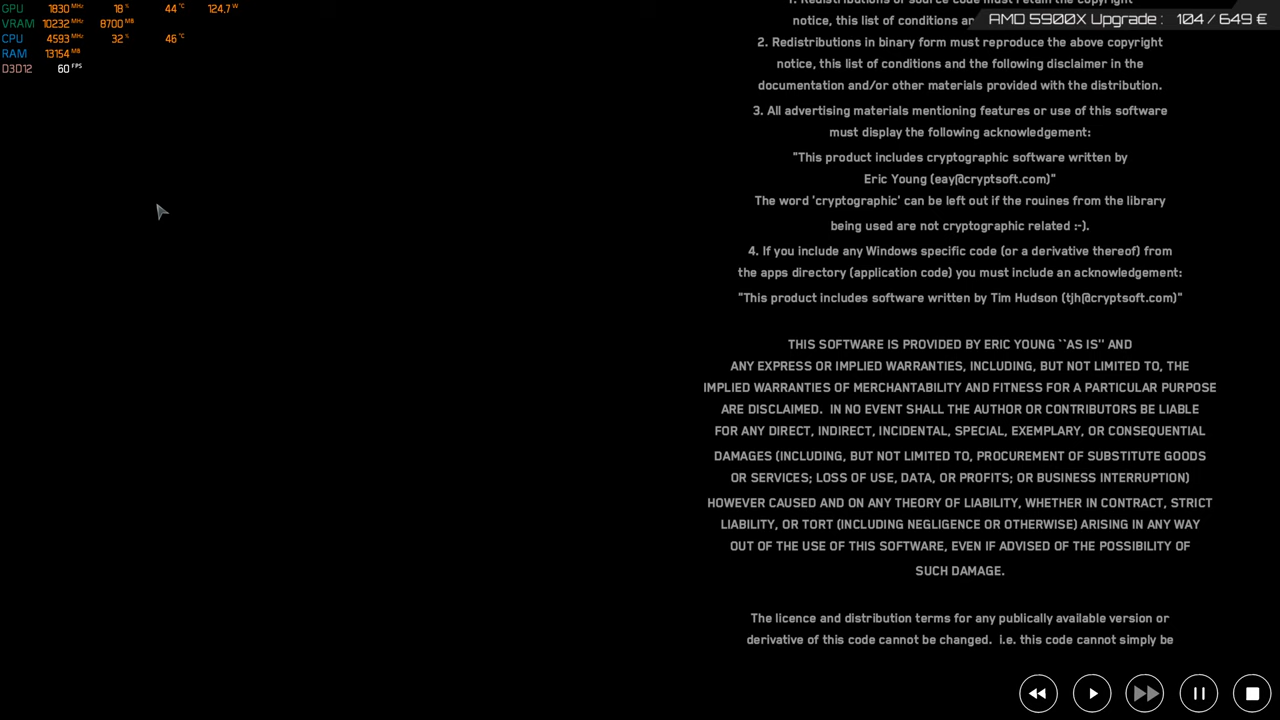 GPU 1830 MHz 18 % 44 °C 124.7 W
VRAM 10232 MHz 8700 MB
CPU 4593 MHz 32 % 46 °C
RAM 13154 MB
D3D12 60 FPS
AMD 5900X Upgrade : 104 / 649 €
1. Redistributions of source code must retain the copyright
notice, this list of conditions
2. Redistributions in binary form must reproduce the above copyright
notice, this list of conditions and the following disclaimer in the
documentation and/or other materials provided with the distribution.
3. All advertising materials mentioning features or use of this software
must display the following acknowledgement:
"This product includes cryptographic software written by
Eric Young (eay@cryptsoft.com)"
The word 'cryptographic' can be left out if the rouines from the library
being used are not cryptographic related :-).
4. If you include any Windows specific code (or a derivative thereof) from
the apps directory (application code) you must include an acknowledgement:
"This product includes software written by Tim Hudson (tjh@cryptsoft.com)"
THIS SOFTWARE IS PROVIDED BY ERIC YOUNG ``AS IS'' AND
ANY EXPRESS OR IMPLIED WARRANTIES, INCLUDING, BUT NOT LIMITED TO, THE
IMPLIED WARRANTIES OF MERCHANTABILITY AND FITNESS FOR A PARTICULAR PURPOSE
ARE DISCLAIMED.  IN NO EVENT SHALL THE AUTHOR OR CONTRIBUTORS BE LIABLE
FOR ANY DIRECT, INDIRECT, INCIDENTAL, SPECIAL, EXEMPLARY, OR CONSEQUENTIAL
DAMAGES (INCLUDING, BUT NOT LIMITED TO, PROCUREMENT OF SUBSTITUTE GOODS
OR SERVICES; LOSS OF USE, DATA, OR PROFITS; OR BUSINESS INTERRUPTION)
HOWEVER CAUSED AND ON ANY THEORY OF LIABILITY, WHETHER IN CONTRACT, STRICT
LIABILITY, OR TORT (INCLUDING NEGLIGENCE OR OTHERWISE) ARISING IN ANY WAY
OUT OF THE USE OF THIS SOFTWARE, EVEN IF ADVISED OF THE POSSIBILITY OF
SUCH DAMAGE.
The licence and distribution terms for any publically available version or
derivative of this code cannot be changed.  i.e. this code cannot simply be